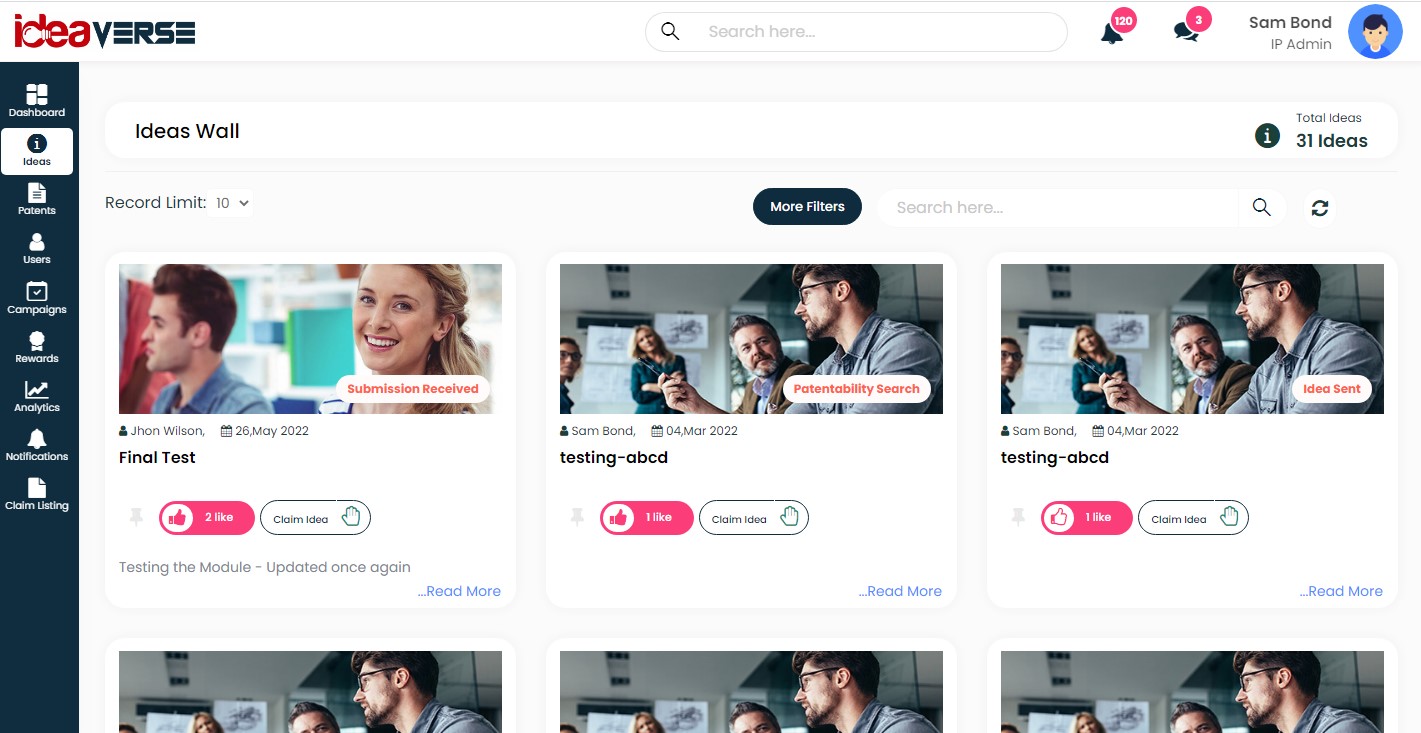 ideaVERSE
Search here...
120
3
Sam Bond
IP Admin
Dashboard
Ideas
Patents
Users
Campaigns
Rewards
Analytics
Notifications
Claim Listing
Ideas Wall
Total Ideas
31 Ideas
Record Limit: 10
More Filters
Search here...
Submission Received
Jhon Wilson, 26,May 2022
Final Test
2 like
Claim Idea
Testing the Module - Updated once again
...Read More
Patentability Search
Sam Bond, 04,Mar 2022
testing-abcd
1 like
Claim Idea
...Read More
Idea Sent
Sam Bond, 04,Mar 2022
testing-abcd
1 like
Claim Idea
...Read More